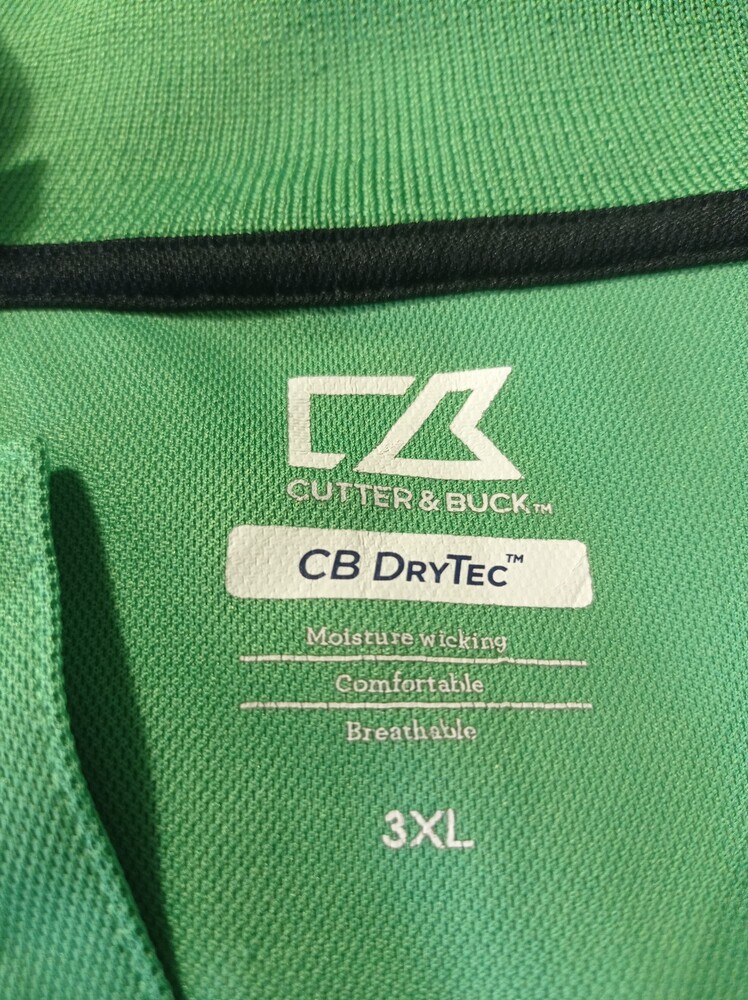 CUTTER & BUCK™
CB DRYTEC™
Moisture wicking
Comfortable
Breathable
3XL